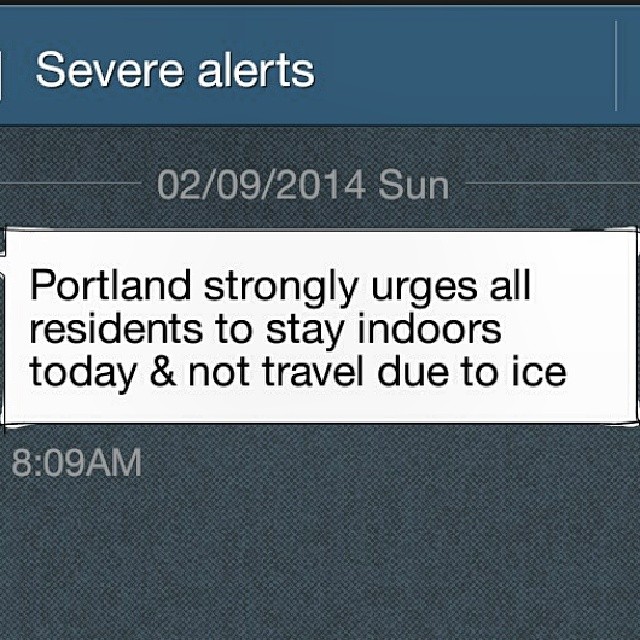 Severe alerts
02/09/2014 Sun
Portland strongly urges all
residents to stay indoors
today & not travel due to ice
8:09AM